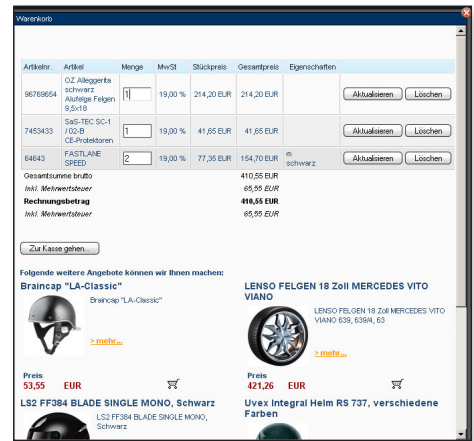 Warenkorb
Artikelnr. Artikel Menge MwSt Stückpreis Gesamtpreis Eigenschaften
OZ Alleggerita
schwarz
96769654 Alufelge Felgen 1 19,00 % 214,20 EUR 214,20 EUR Aktualisieren Löschen
9,5x18
SaS-TEC SC-1
7453433 / 02-B 1 19,00 % 41,65 EUR 41,65 EUR Aktualisieren Löschen
CE-Protektoren
64643 FASTLANE SPEED 2 19,00 % 77,35 EUR 154,70 EUR m schwarz Aktualisieren Löschen
Gesamtsumme brutto 410,55 EUR
inkl. Mehrwertsteuer 65,55 EUR
Rechnungsbetrag 410,55 EUR
inkl. Mehrwertsteuer 65,55 EUR
Zur Kasse gehen...
Folgende weitere Angebote können wir Ihnen machen:
Braincap "LA-Classic"
Braincap "LA-Classic"
> mehr...
Preis
53,55 EUR
LENSO FELGEN 18 Zoll MERCEDES VITO
VIANO
LENSO FELGEN 18 Zoll MERCEDES VITO
VIANO 639, 639/4, 63
> mehr...
Preis
421,26 EUR
LS2 FF384 BLADE SINGLE MONO, Schwarz
LS2 FF384 BLADE SINGLE MONO,
Schwarz
Uvex Integral Helm RS 737, verschiedene
Farben